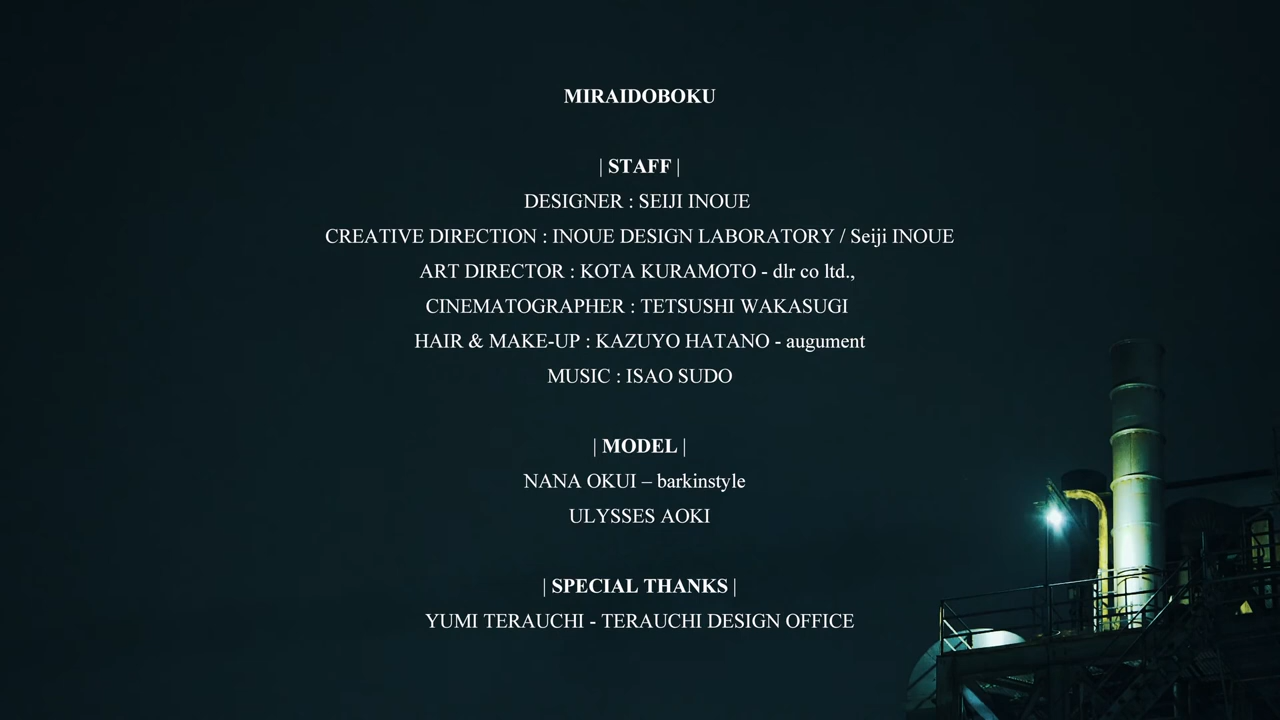 MIRAIDOBOKU
| STAFF |
DESIGNER : SEIJI INOUE
CREATIVE DIRECTION : INOUE DESIGN LABORATORY / Seiji INOUE
ART DIRECTOR : KOTA KURAMOTO - dlr co ltd.,
CINEMATOGRAPHER : TETSUSHI WAKASUGI
HAIR & MAKE-UP : KAZUYO HATANO - augument
MUSIC : ISAO SUDO
| MODEL |
NANA OKUI – barkinstyle
ULYSSES AOKI
| SPECIAL THANKS |
YUMI TERAUCHI - TERAUCHI DESIGN OFFICE